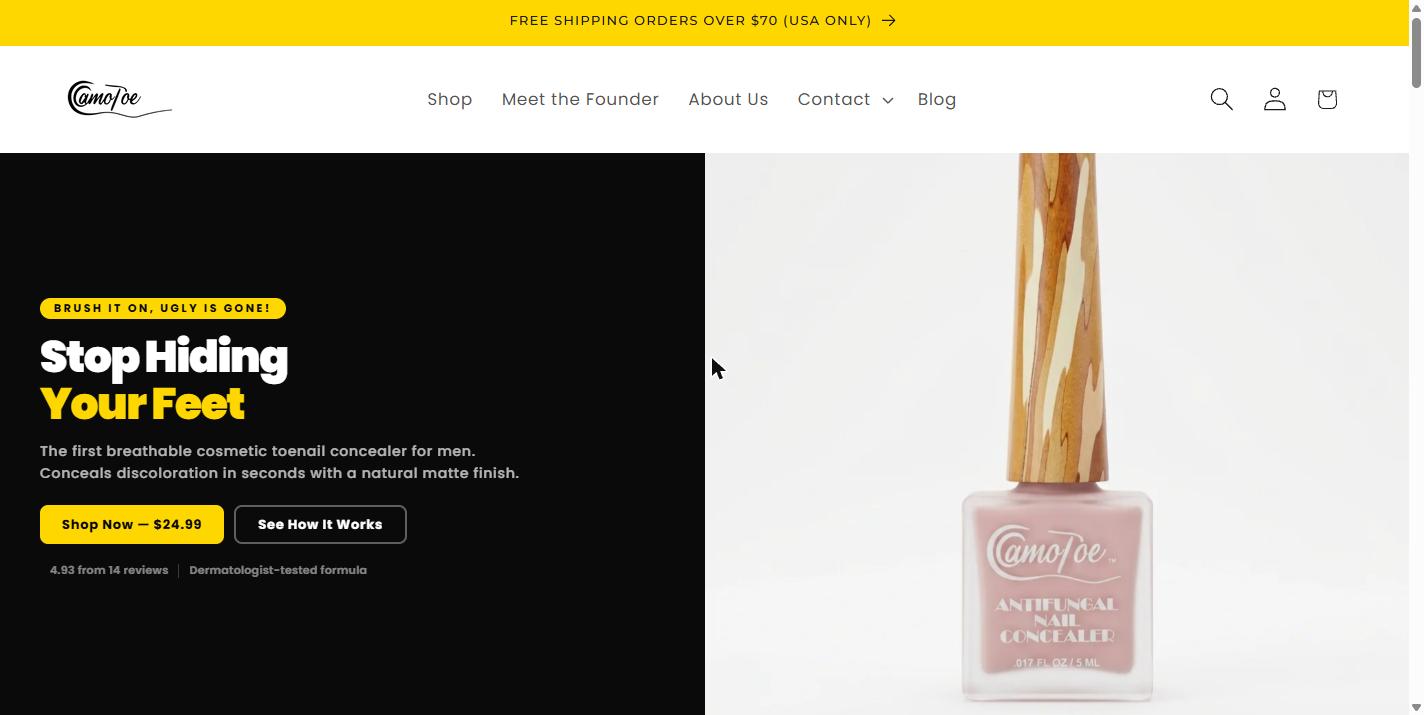 FREE SHIPPING ORDERS OVER $70 (USA ONLY) →
CamoToe
Shop
Meet the Founder
About Us
Contact
Blog
BRUSH IT ON, UGLY IS GONE!
Stop Hiding
Your Feet
The first breathable cosmetic toenail concealer for men.
Conceals discoloration in seconds with a natural matte finish.
Shop Now — $24.99
See How It Works
4.93 from 14 reviews
Dermatologist-tested formula
CamoToe™
ANTIFUNGAL
NAIL
CONCEALER
.017 FL OZ / 5 ML